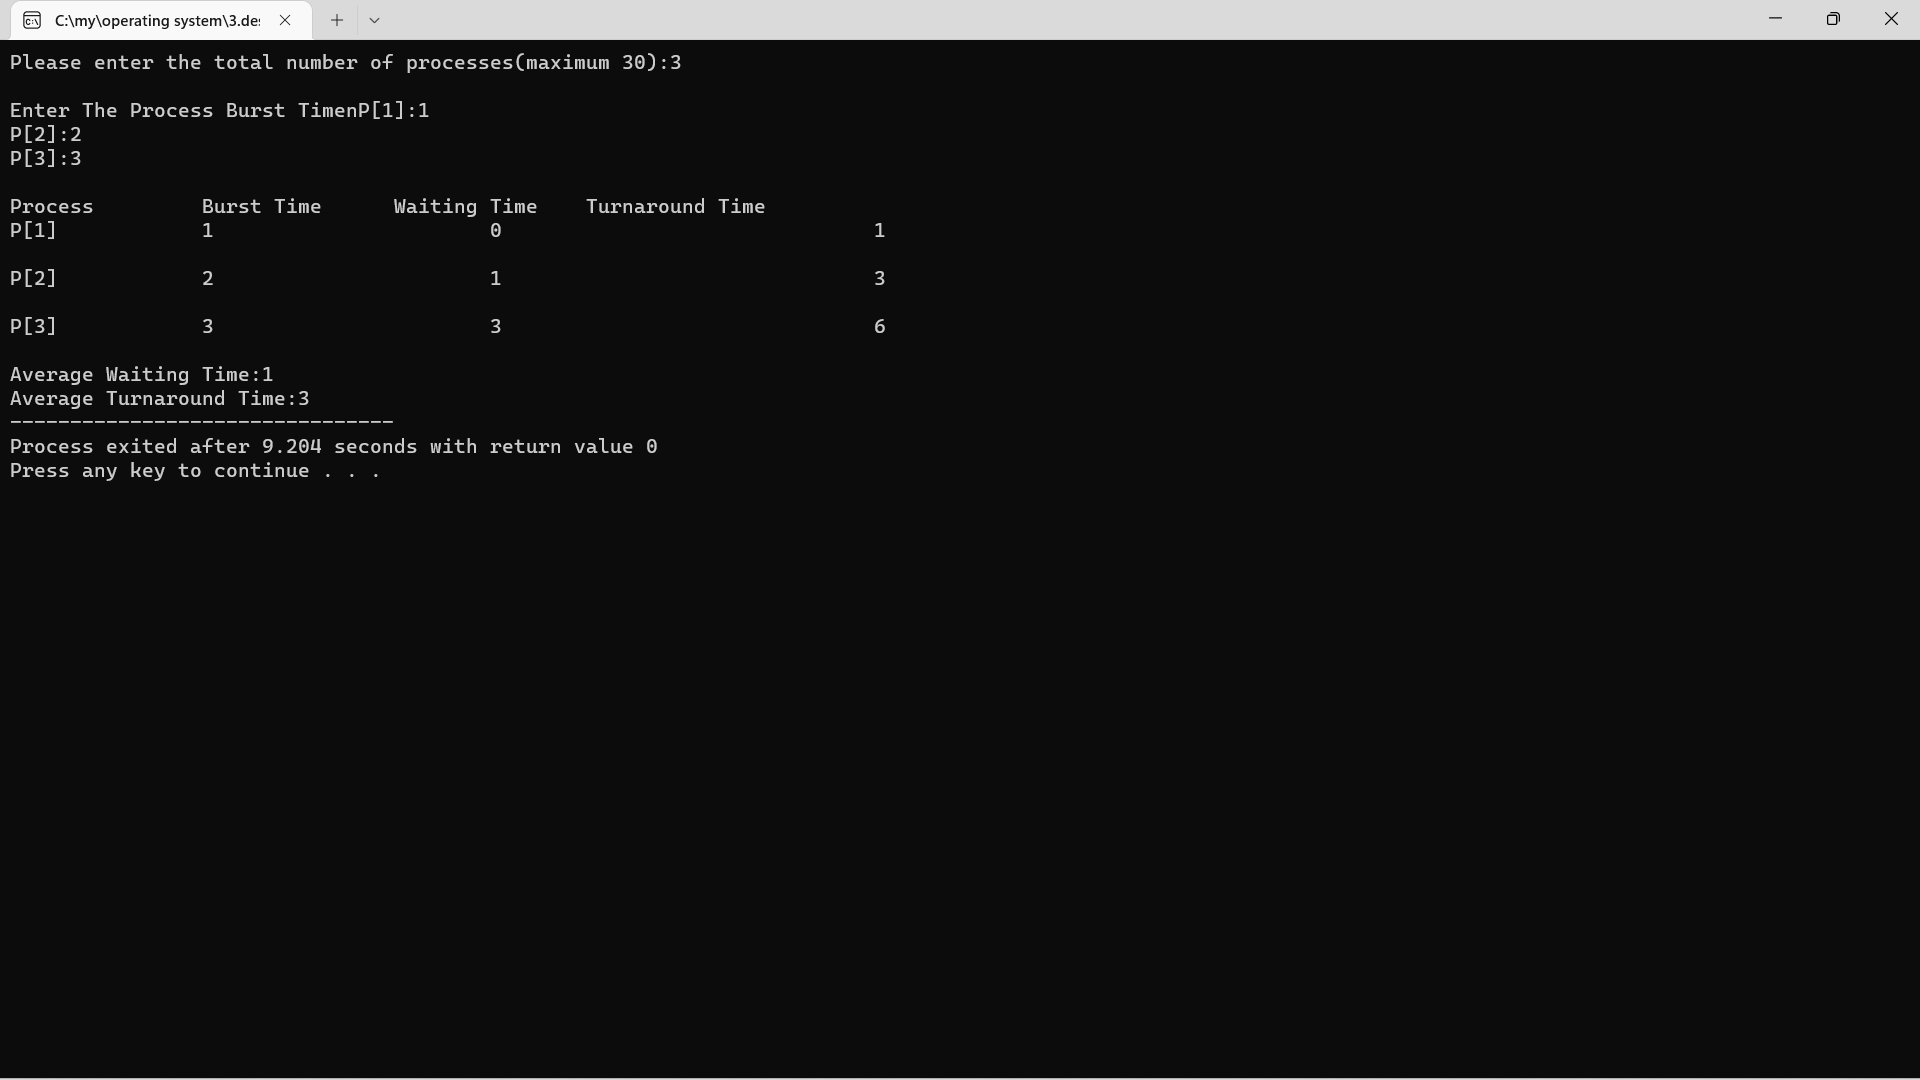 C:\my\operating system\3.de
Please enter the total number of processes(maximum 30):3
Enter The Process Burst TimenP[1]:1
P[2]:2
P[3]:3
Process Burst Time Waiting Time Turnaround Time
P[1] 1 0 1
P[2] 2 1 3
P[3] 3 3 6
Average Waiting Time:1
Average Turnaround Time:3
--------------------------------
Process exited after 9.204 seconds with return value 0
Press any key to continue . . .